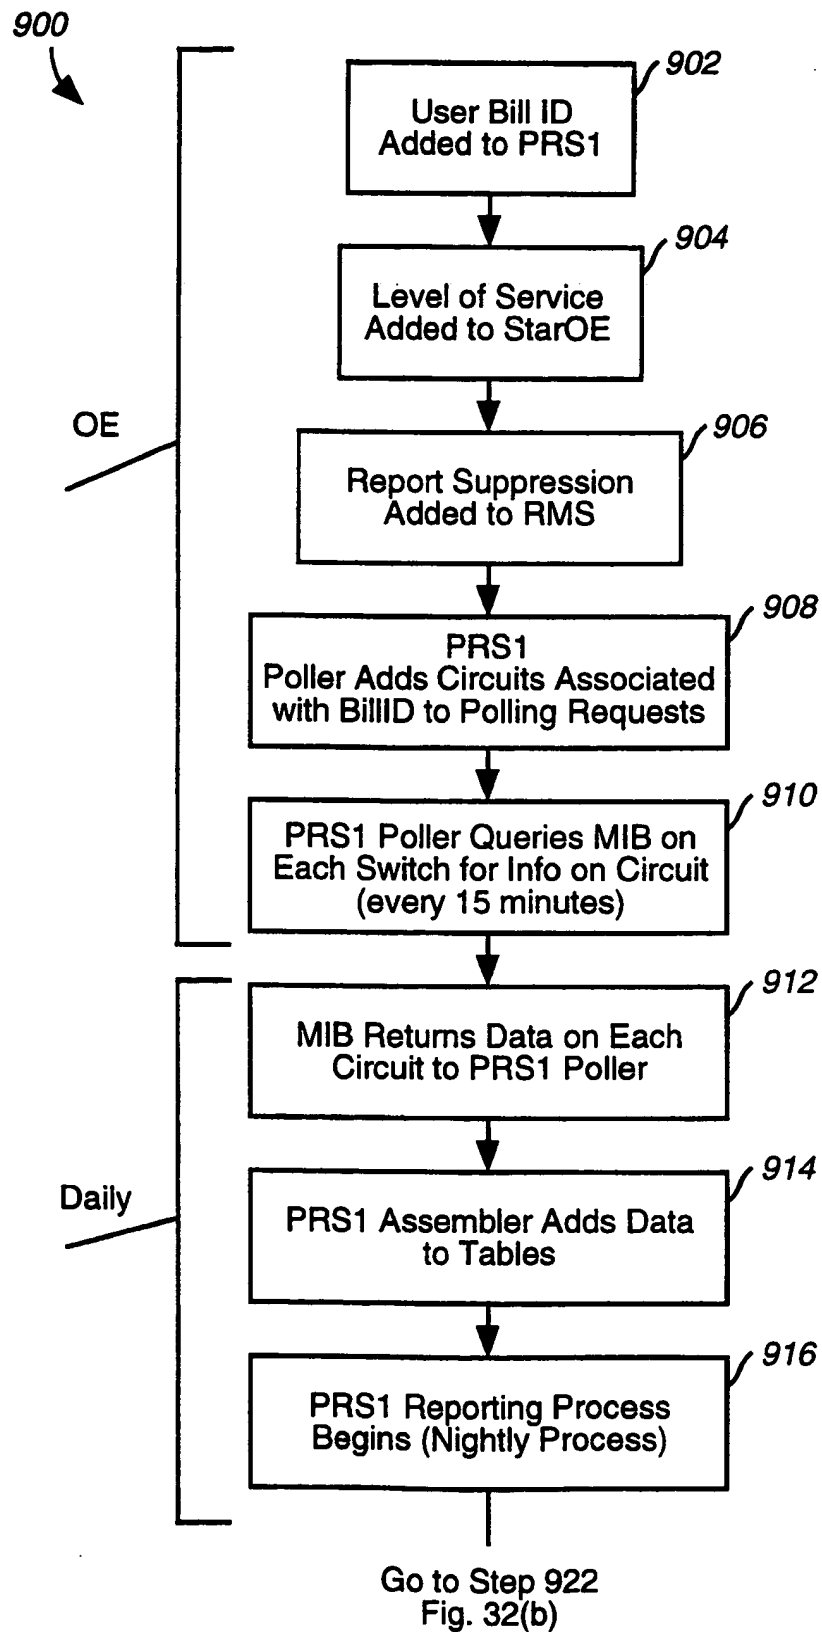 900
902
User Bill ID
Added to PRS1
904
Level of Service
Added to StarOE
OE
906
Report Suppression
Added to RMS
908
PRS1
Poller Adds Circuits Associated
with BillID to Polling Requests
910
PRS1 Poller Queries MIB on
Each Switch for Info on Circuit
(every 15 minutes)
912
MIB Returns Data on Each
Circuit to PRS1 Poller
Daily
914
PRS1 Assembler Adds Data
to Tables
916
PRS1 Reporting Process
Begins (Nightly Process)
Go to Step 922
Fig. 32(b)